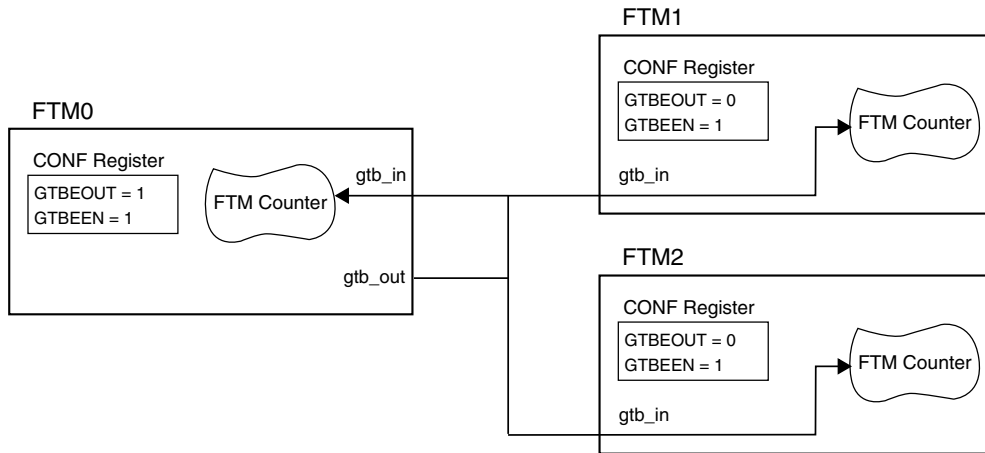 FTM0
CONF Register
GTBEOUT = 1
GTBEEN = 1
FTM Counter
gtb_in
gtb_out
FTM1
CONF Register
GTBEOUT = 0
GTBEEN = 1
FTM Counter
gtb_in
FTM2
CONF Register
GTBEOUT = 0
GTBEEN = 1
FTM Counter
gtb_in